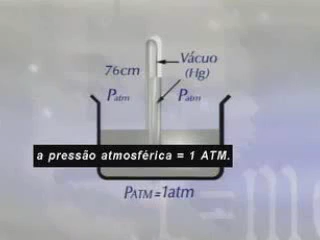 Vácuo
76cm
(Hg)
Patm
Patm
a pressão atmosférica = 1 ATM.
PATM =1atm